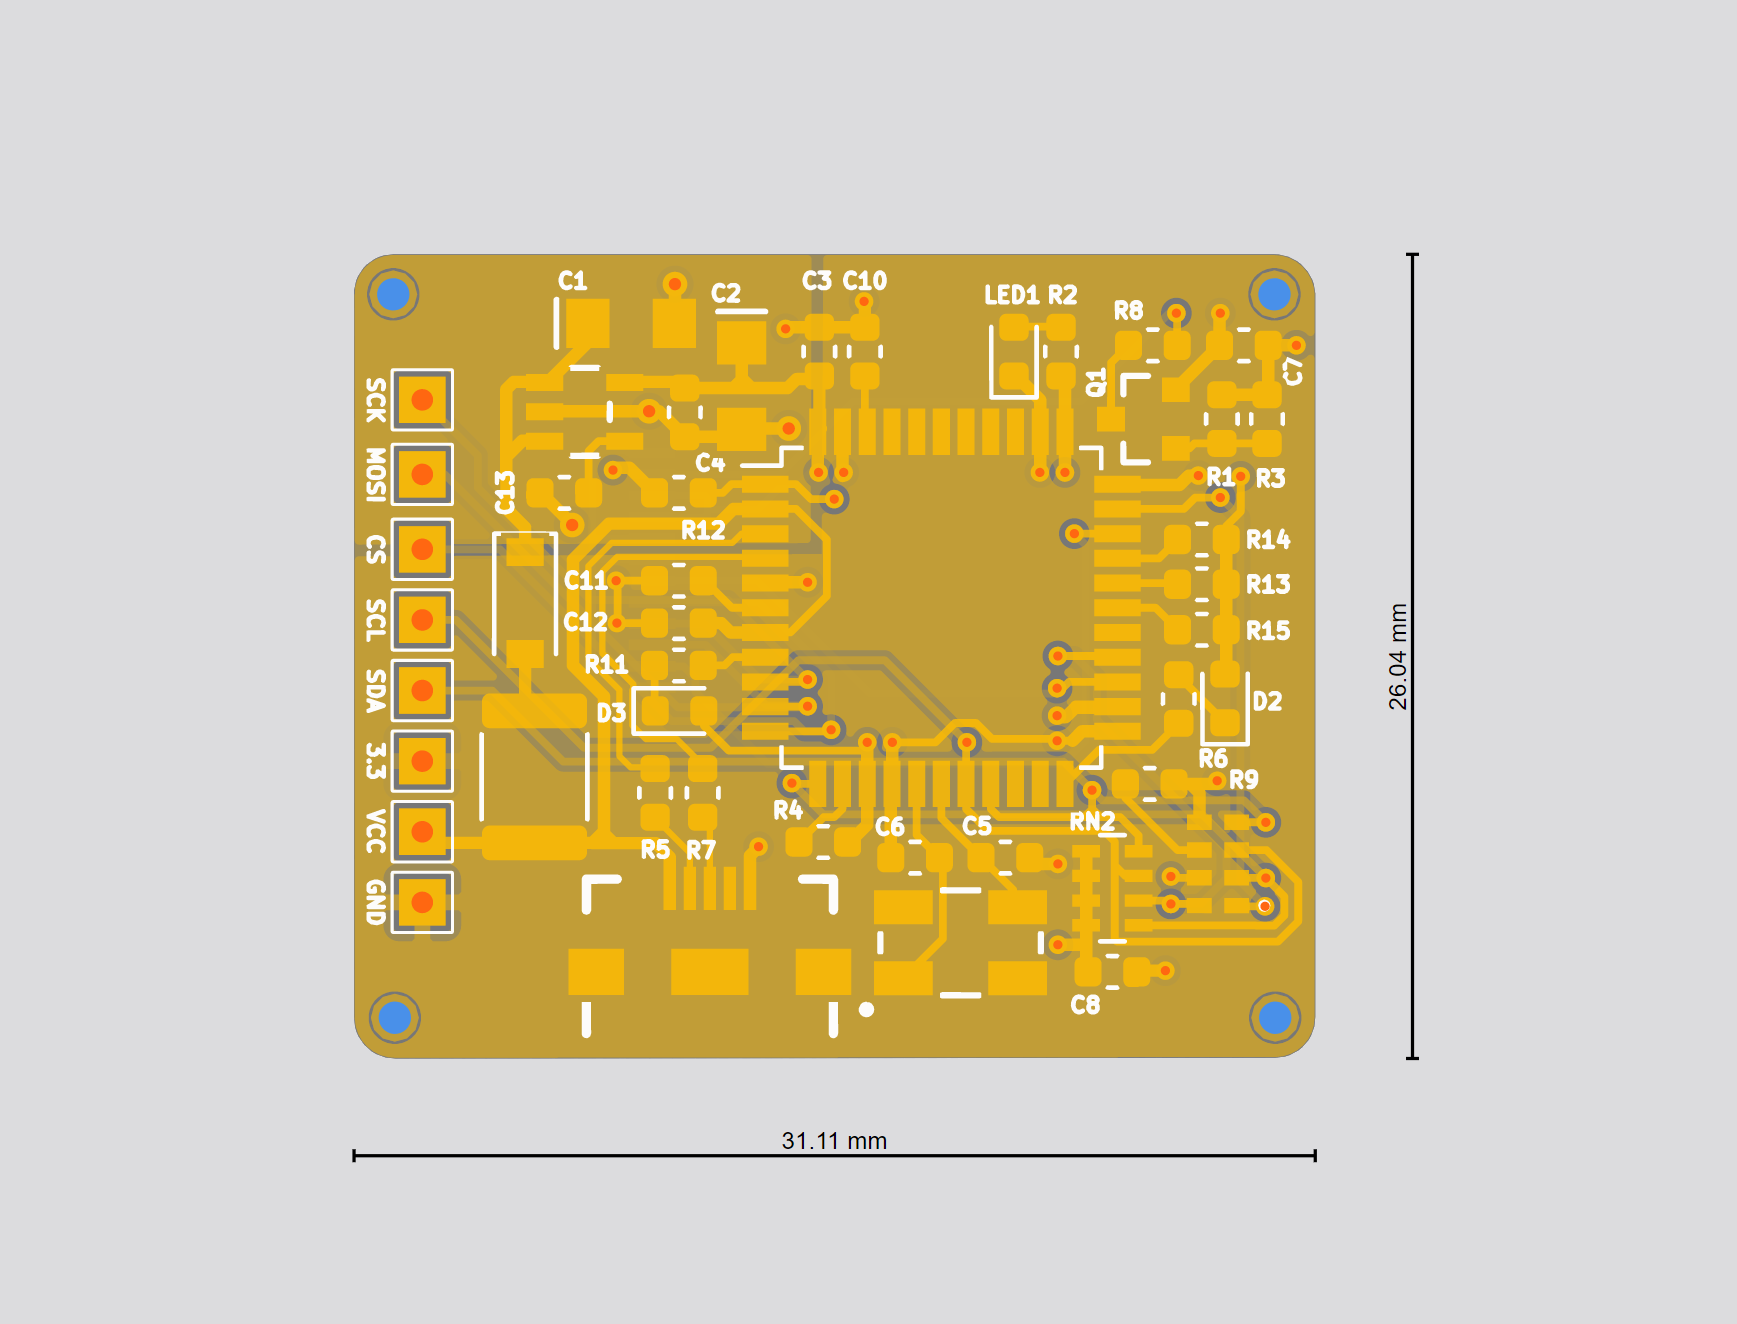 C1
C2
C3 C10
LED1 R2
R8
C7
Q1
SCK
MOSI
CS
SCL
SDA
3.3
VCC
GND
C4
C13
R12
R1 R3
R14
R13
R15
C11
C12
R11
D3
D2
R6
R9
R4
C6
C5
RN2
R5 R7
C8
26.04 mm
31.11 mm